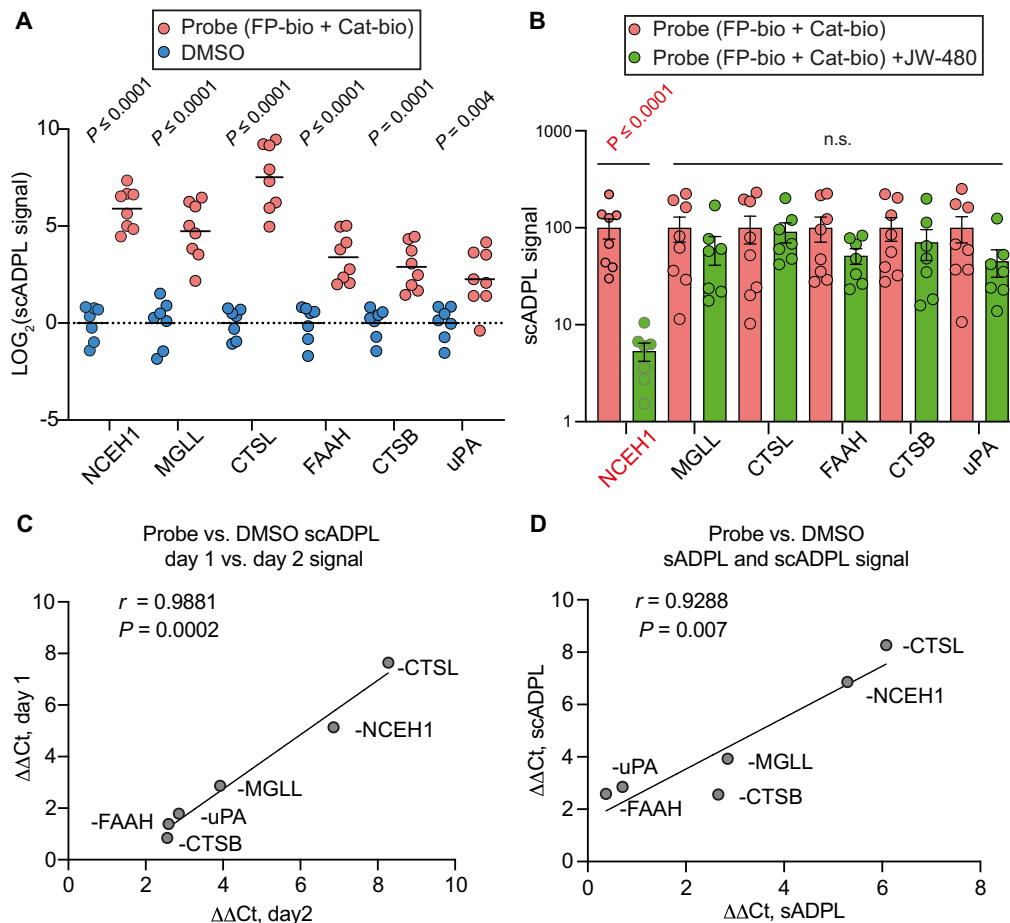 A
Probe (FP-bio + Cat-bio)
DMSO
P ≤ 0.0001
P ≤ 0.0001
P ≤ 0.0001
P ≤ 0.0001
P = 0.0001
P = 0.004
LOG2(scADPL signal)
10
5
0
-5
NCEH1
MGLL
CTSL
FAAH
CTSB
uPA
B
Probe (FP-bio + Cat-bio)
Probe (FP-bio + Cat-bio) +JW-480
P ≤ 0.0001
n.s.
scADPL signal
1000
100
10
1
NCEH1
MGLL
CTSL
FAAH
CTSB
uPA
C
Probe vs. DMSO scADPL
day 1 vs. day 2 signal
r = 0.9881
P = 0.0002
ΔΔCt, day 1
10
8
6
4
2
0
-CTSL
-NCEH1
-MGLL
-uPA
-FAAH
-CTSB
0 2 4 6 8 10
ΔΔCt, day2
D
Probe vs. DMSO
sADPL and scADPL signal
r = 0.9288
P = 0.007
ΔΔCt, scADPL
10
8
6
4
2
0
-CTSL
-NCEH1
-MGLL
-uPA
-CTSB
-FAAH
0 2 4 6 8
ΔΔCt, sADPL